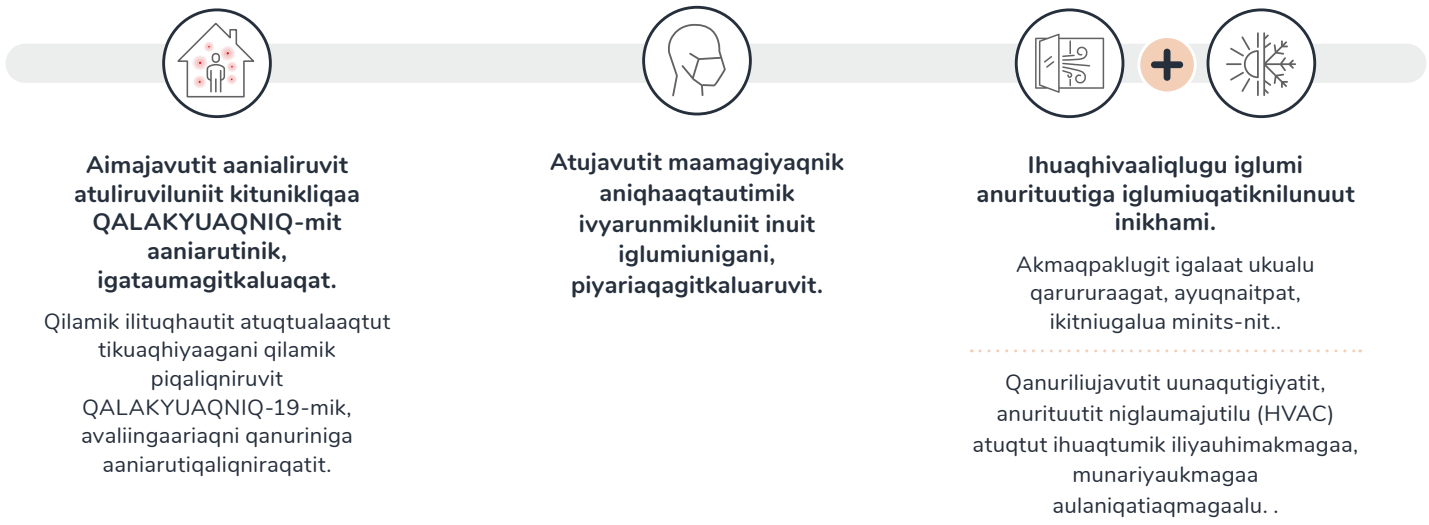 Aimajavutit aanialiruvit
atuliruviluniit kitunikliqaa
QALAKYUAQNIQ-mit
aaniarutinik,
igataumagitkaluaqat.
Qilamik ilituqhautit atuqtualaaqtut
tikuaqhiyaagani qilamik
piqaliqniruvit
QALAKYUAQNIQ-19-mik,
avaliingaariaqni qanuriniga
aaniarutiqaliqniraqatit.
Atujavutit maamagiyaqnik
aniqhaaqtautimik
ivyarunmikluniit inuit
iglumiunigani,
piyariaqagitkaluaruvit.
Ihuaqhivaaliqlugu iglumi
anurituutiga iglumiuqatiknilunuut
inikhami.
Akmaqpaklugit igalaat ukualu
qarururaagat, ayuqnaitpat,
ikitniugalua minits-nit..
Qanuriliujavutit uunaqutigiyatit,
anurituutit niglaumajutilu (HVAC)
atuqtut ihuaqtumik iliyauhimakmagaa,
munariyaukmagaa
aulaniqatiaqmagaalu. .